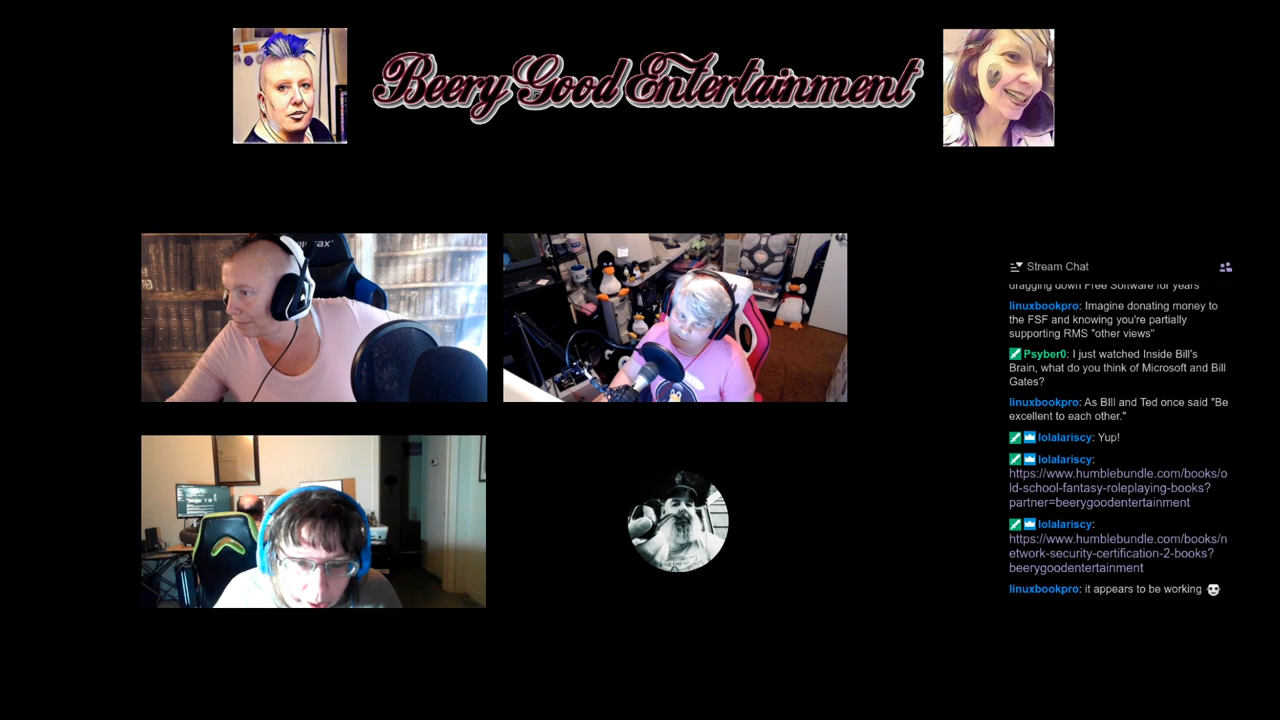 Beery Good Entertainment
Stream Chat
dragging down Free Software for years
linuxbookpro: Imagine donating money to
the FSF and knowing you're partially
supporting RMS "other views"
Psyber0: I just watched Inside Bill's
Brain, what do you think of Microsoft and Bill
Gates?
linuxbookpro: As BIll and Ted once said "Be
excellent to each other."
lolalariscy: Yup!
lolalariscy:
https://www.humblebundle.com/books/o
ld-school-fantasy-roleplaying-books?
partner=beerygoodentertainment
lolalariscy:
https://www.humblebundle.com/books/n
etwork-security-certification-2-books?
beerygoodentertainment
linuxbookpro: it appears to be working